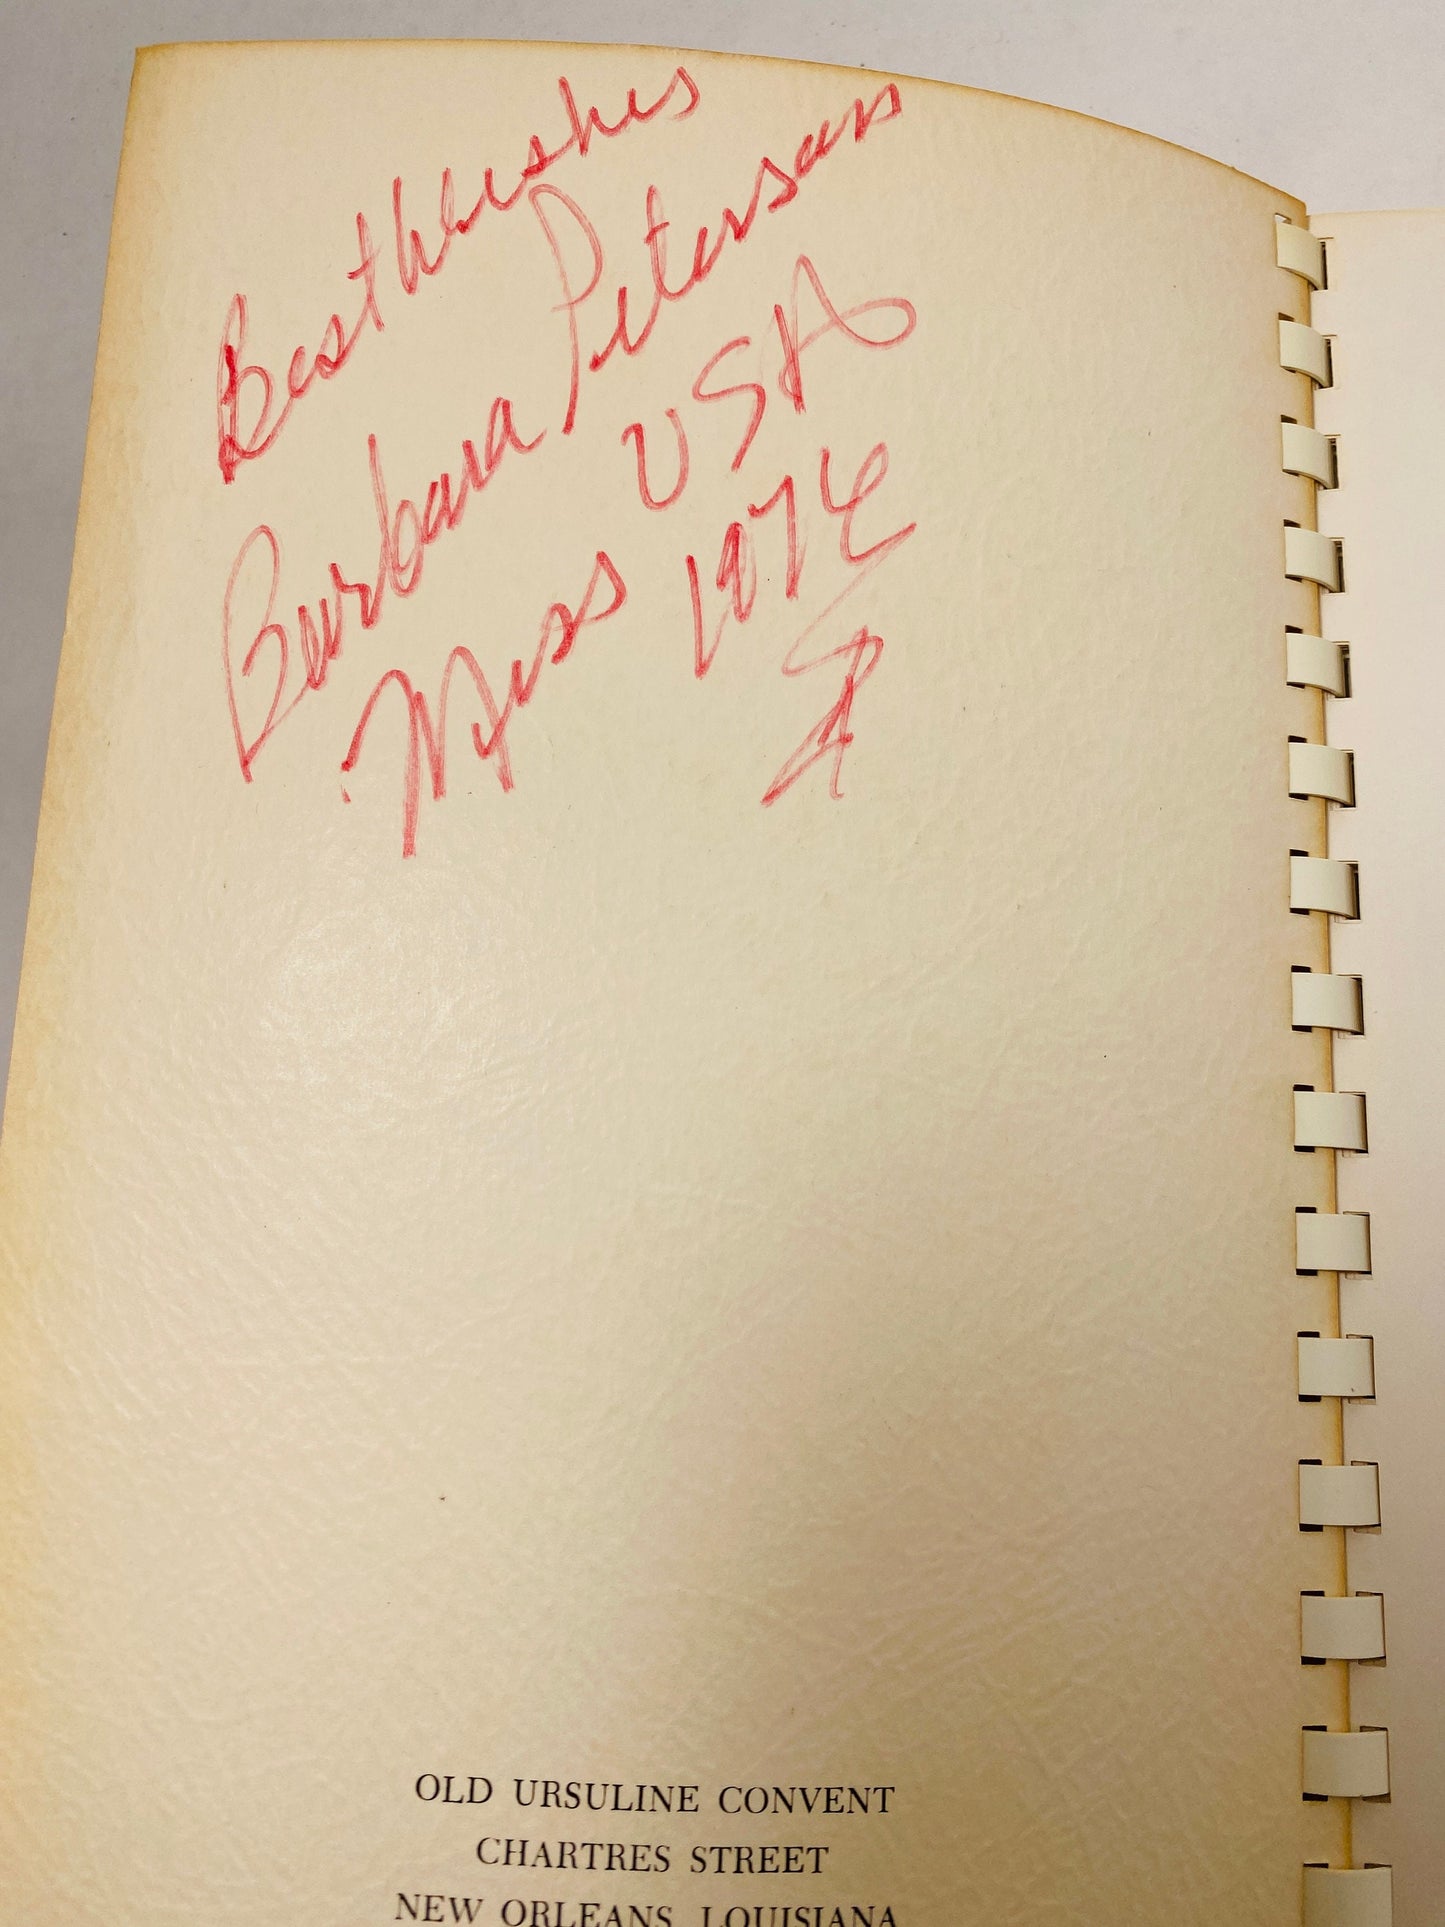 Best Wishes
Barbara Peterson
Miss USA
1976
OLD URSULINE CONVENT
CHARTRES STREET
NEW ORLEANS, LOUISIANA